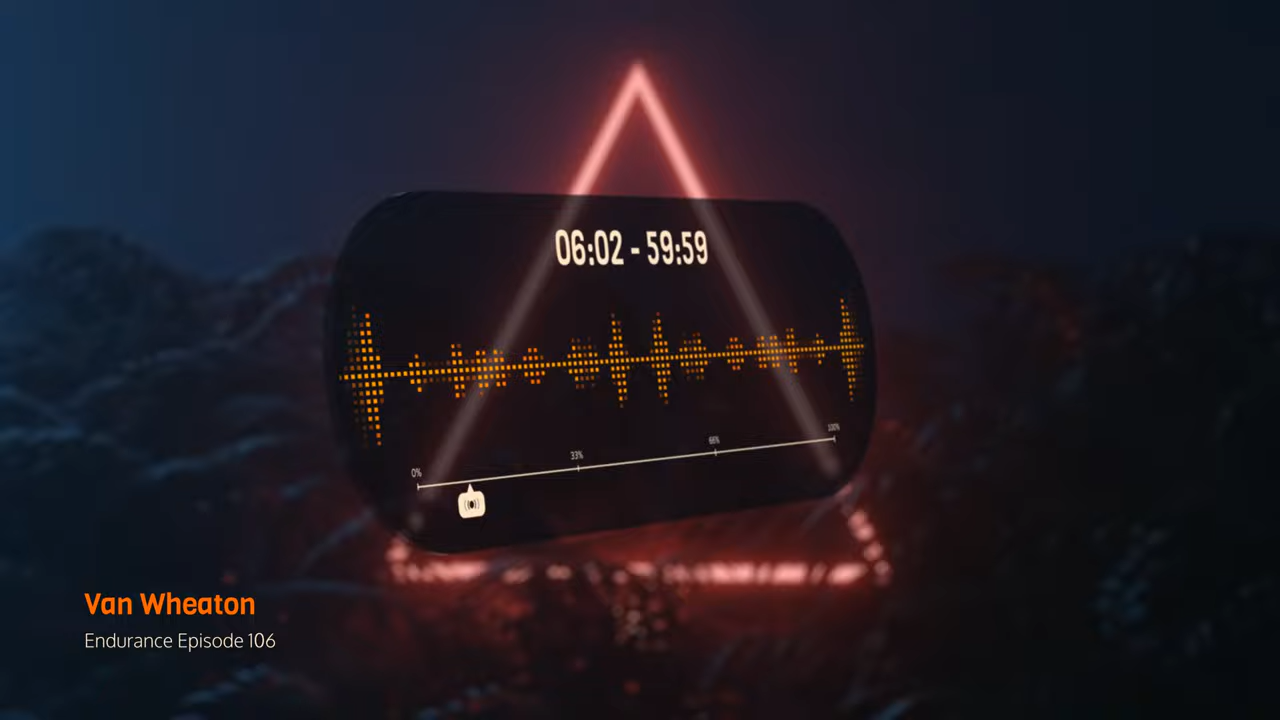 06:02 - 59:59
0%
33%
66%
100%
Van Wheaton
Endurance Episode 106